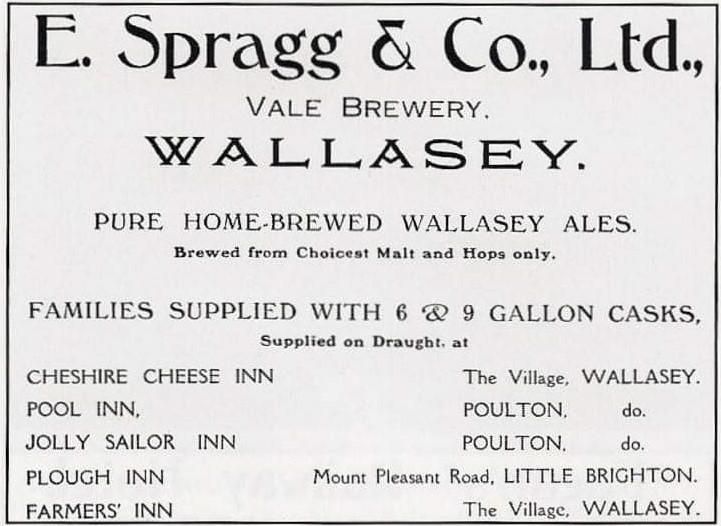 E. Spragg & Co., Ltd.,
VALE BREWERY.
WALLASEY.
PURE HOME-BREWED WALLASEY ALES.
Brewed from Choicest Malt and Hops only.
FAMILIES SUPPLIED WITH 6 & 9 GALLON CASKS,
Supplied on Draught, at
CHESHIRE CHEESE INN The Village, WALLASEY.
POOL INN, POULTON, do.
JOLLY SAILOR INN POULTON, do.
PLOUGH INN Mount Pleasant Road, LITTLE BRIGHTON.
FARMERS' INN The Village, WALLASEY.